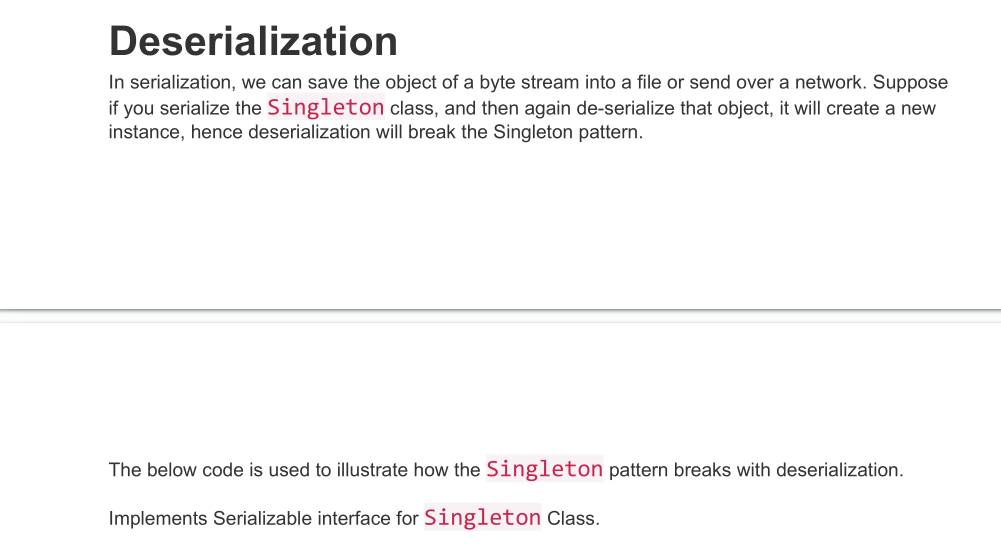 Deserialization
In serialization, we can save the object of a byte stream into a file or send over a network. Suppose
if you serialize the Singleton class, and then again de-serialize that object, it will create a new
instance, hence deserialization will break the Singleton pattern.
The below code is used to illustrate how the Singleton pattern breaks with deserialization.
Implements Serializable interface for Singleton Class.